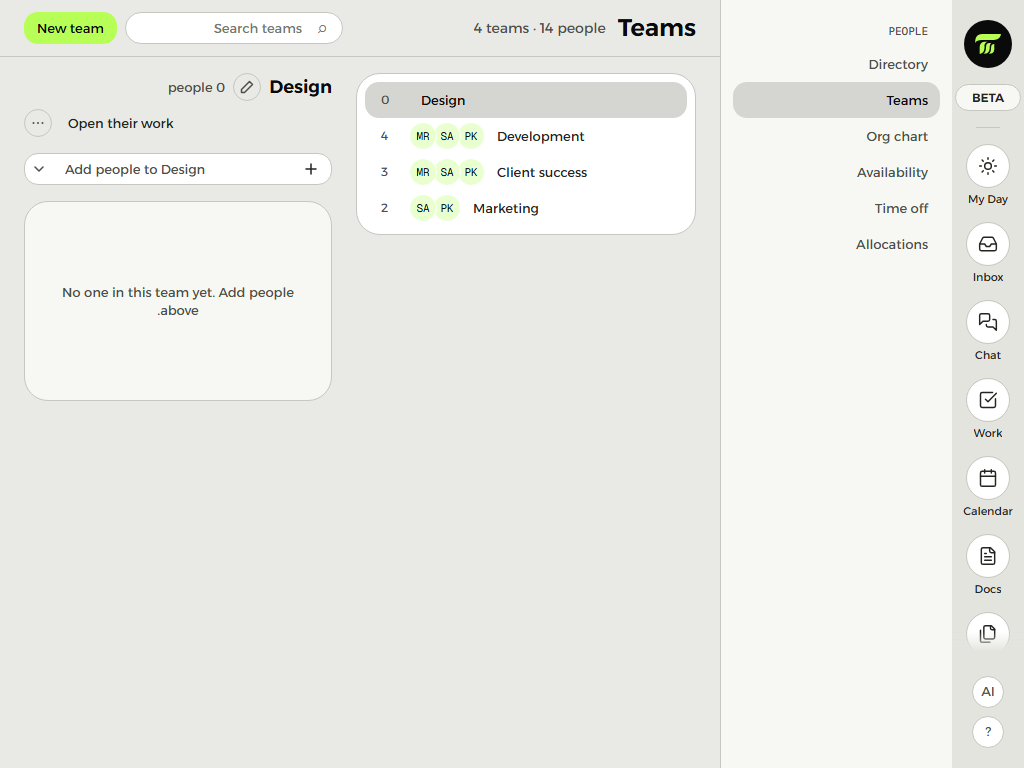 Teams
4 teams · 14 people
Search teams
New team
Design
people 0
Open their work
Add people to Design
No one in this team yet. Add people
.above
0 Design
4 MR SA PK Development
3 MR SA PK Client success
2 SA PK Marketing
PEOPLE
Directory
Teams
Org chart
Availability
Time off
Allocations
BETA
My Day
Inbox
Chat
Work
Calendar
Docs
AI
?